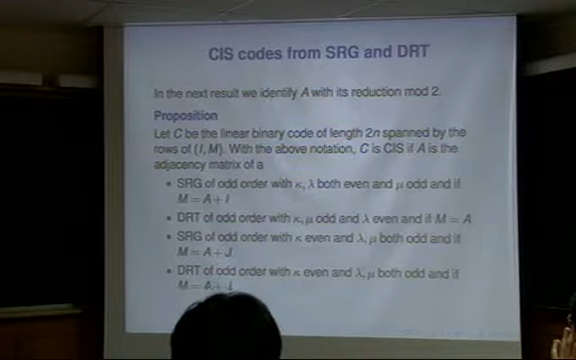 CIS codes from SRG and DRT
In the next result we identify A with its reduction mod 2.
Proposition
Let C be the linear binary code of length 2n spanned by the
rows of (I, M). With the above notation, C is CIS if A is the
adjacency matrix of a
• SRG of odd order with κ, λ both even and μ odd and if
M = A + I
• DRT of odd order with κ, μ odd and λ even and if M = A
• SRG of odd order with κ even and λ, μ both odd and if
M = A + J
• DRT of odd order with κ even and λ, μ both odd and if
M = A +